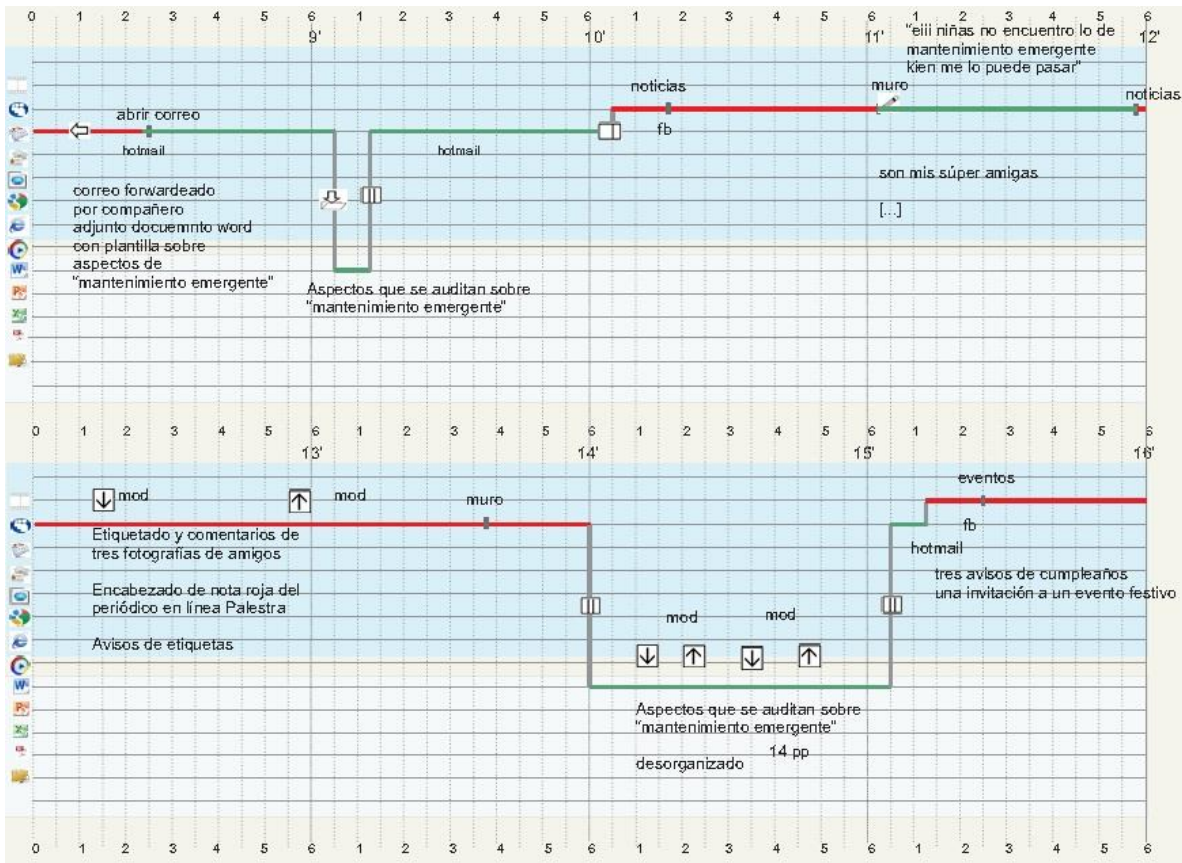 0 1 2 3 4 5 6 1 2 3 4 5 6 1 2 3 4 5 6 1 2 3 4 5 6
9' 10' 11' 12'
"eiii niñas no encuentro lo de
mantenimiento emergente
kien me lo puede pasar"
noticias
muro
noticias
abrir correo
fb
hotmail
hotmail
son mis súper amigas
[...]
correo forwardeado
por compañero
adjunto docuemnto word
con plantilla sobre
aspectos de
"mantenimiento emergente"
Aspectos que se auditan sobre
"mantenimiento emergente"
0 1 2 3 4 5 6 1 2 3 4 5 6 1 2 3 4 5 6 1 2 3 4 5 6
13' 14' 15' 16'
eventos
mod
mod
muro
fb
Etiquetado y comentarios de
tres fotografías de amigos
hotmail
tres avisos de cumpleaños
una invitación a un evento festivo
Encabezado de nota roja del
periódico en línea Palestra
mod
mod
Avisos de etiquetas
Aspectos que se auditan sobre
"mantenimiento emergente"
14 pp
desorganizado
0 1 2 3 4 5 6 1 2 3 4 5 6 1 2 3 4 5 6 1 2 3 4 5 6